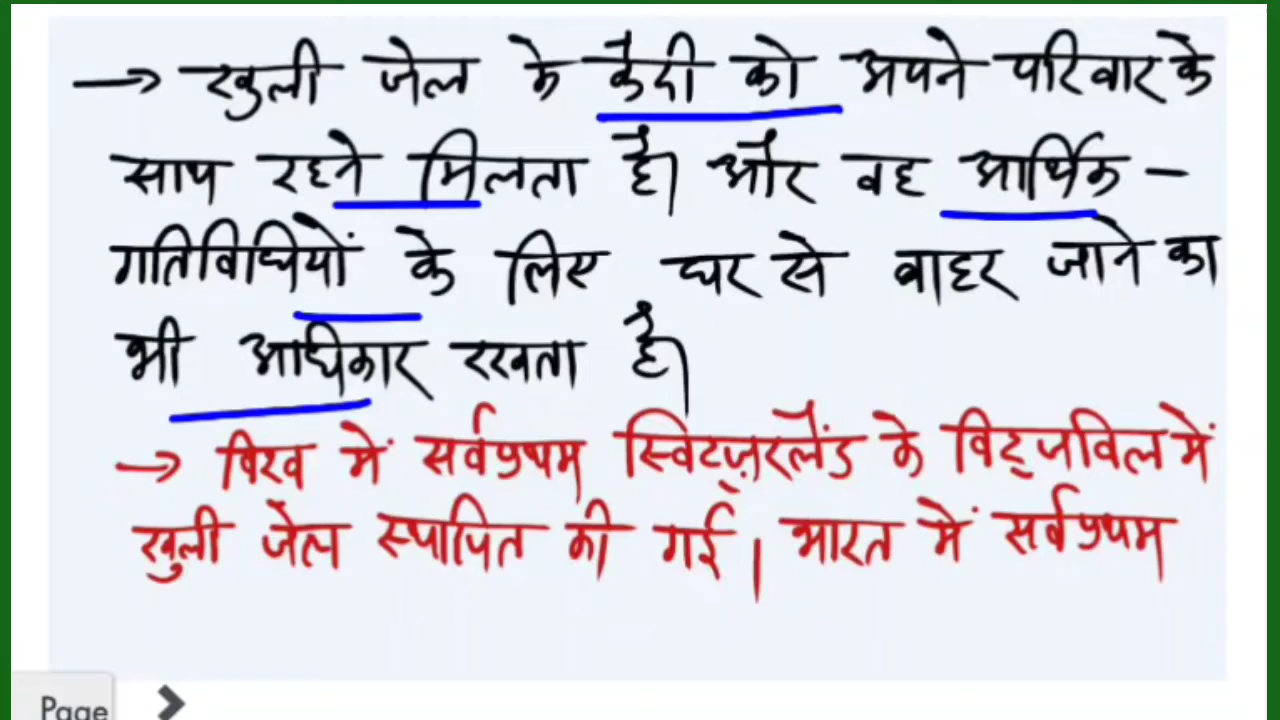 → खुली जेल के कैदी को अपने परिवार के
साथ रहने मिलता है। और वह आर्थिक -
गतिविधियों के लिए घर से बाहर जाने का
भी अधिकार रखता है।
→ विश्व में सर्वप्रथम स्विट्ज़रलैंड के विट्जविल में
खुली जेल स्थापित की गई। भारत में सर्वप्रथम
Page